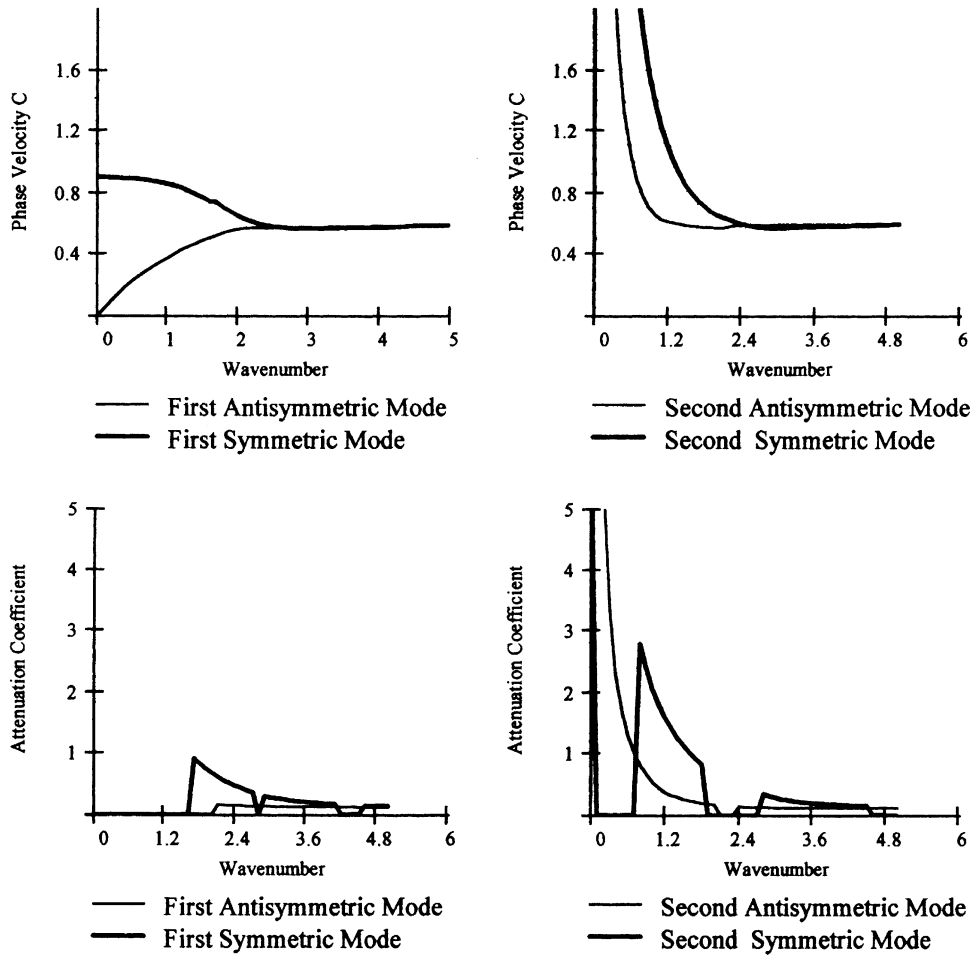 Phase Velocity C
1.6
1.2
0.8
0.4
0 1 2 3 4 5
Wavenumber
First Antisymmetric Mode
First Symmetric Mode
Phase Velocity C
1.6
1.2
0.8
0.4
0 1.2 2.4 3.6 4.8 6
Wavenumber
Second Antisymmetric Mode
Second Symmetric Mode
Attenuation Coefficient
5
4
3
2
1
0 1.2 2.4 3.6 4.8 6
Wavenumber
First Antisymmetric Mode
First Symmetric Mode
Attenuation Coefficient
5
4
3
2
1
0 1.2 2.4 3.6 4.8 6
Wavenumber
Second Antisymmetric Mode
Second Symmetric Mode